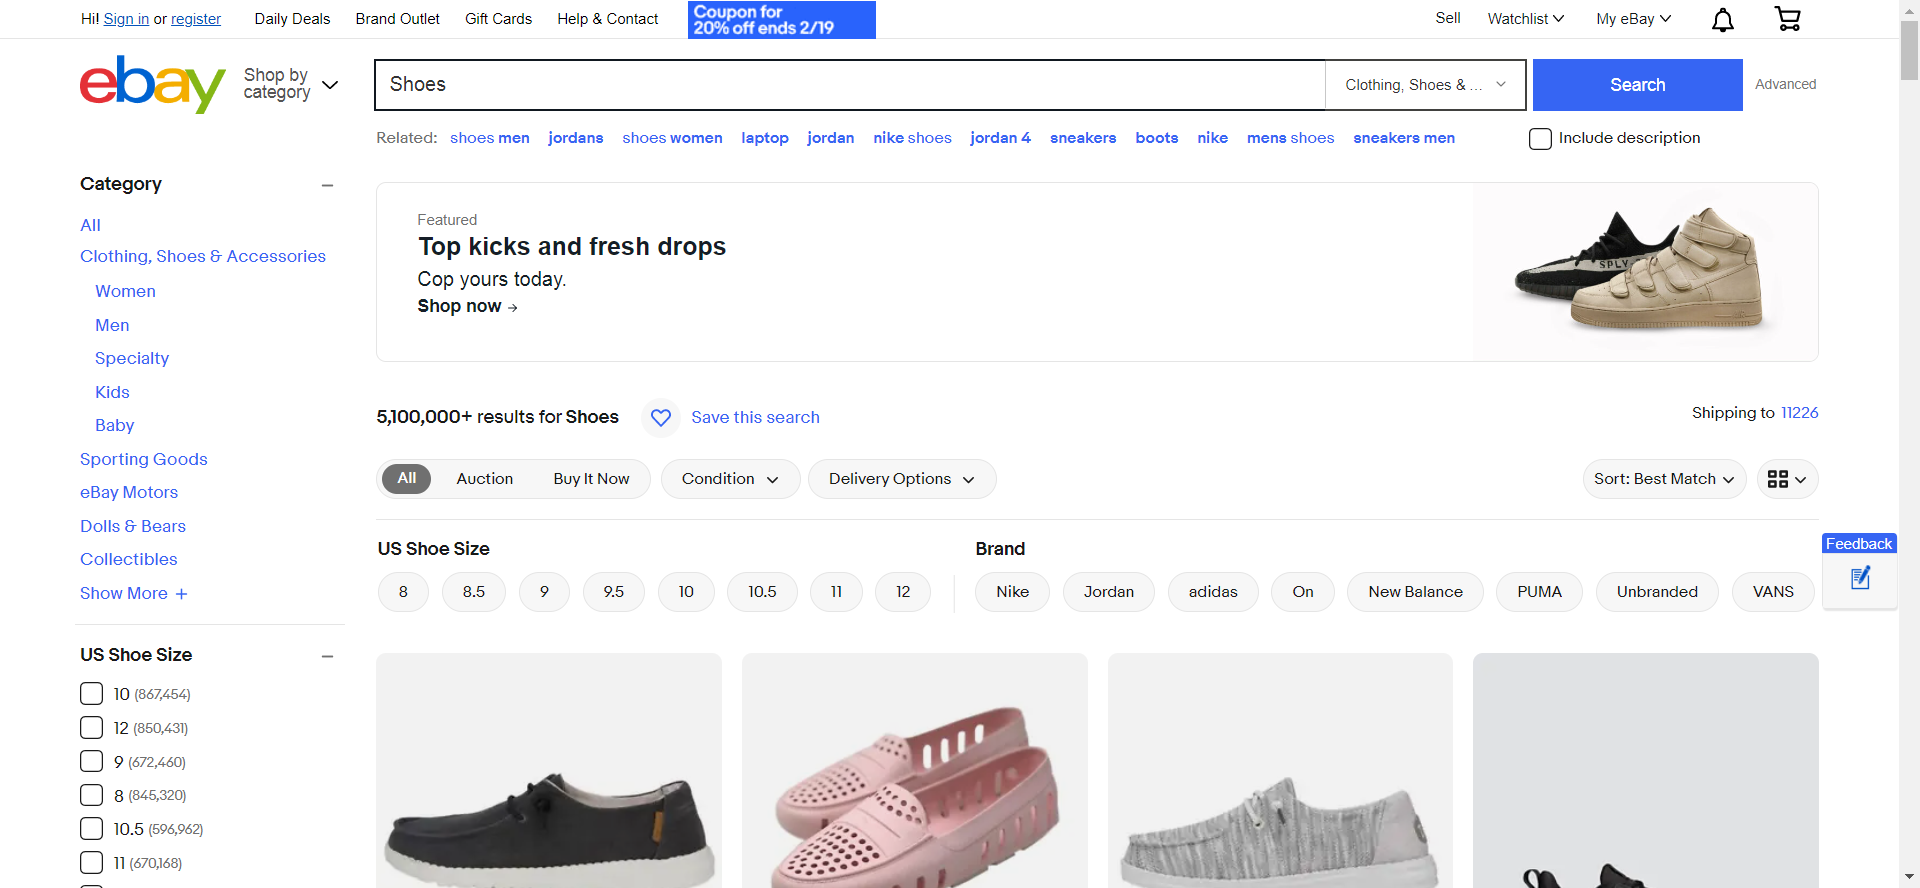 Hi! Sign in or register
Daily Deals
Brand Outlet
Gift Cards
Help & Contact
Coupon for
20% off ends 2/19
Sell
Watchlist
My eBay
ebay
Shop by
category
Shoes
Clothing, Shoes & ...
Search
Advanced
Related: shoes men jordans shoes women laptop jordan nike shoes jordan 4 sneakers boots nike mens shoes sneakers men
Include description
Category
All
Clothing, Shoes & Accessories
Women
Men
Specialty
Kids
Baby
Sporting Goods
eBay Motors
Dolls & Bears
Collectibles
Show More
US Shoe Size
10 (867,454)
12 (850,431)
9 (672,460)
8 (845,320)
10.5 (596,962)
11 (670,168)
Featured
Top kicks and fresh drops
Cop yours today.
Shop now →
SPLY
5,100,000+ results for Shoes
Save this search
Shipping to 11226
All
Auction
Buy It Now
Condition
Delivery Options
Sort: Best Match
US Shoe Size
8 8.5 9 9.5 10 10.5 11 12
Brand
Nike Jordan adidas On New Balance PUMA Unbranded VANS
Feedback